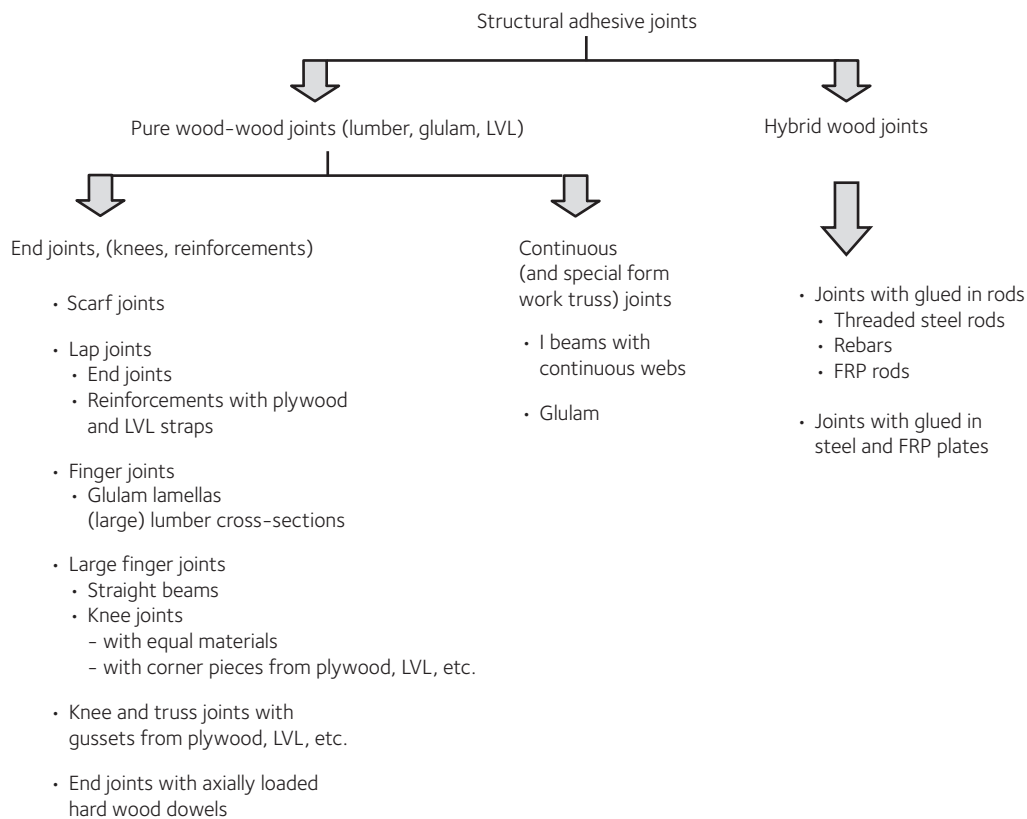 Structural adhesive joints
Pure wood–wood joints (lumber, glulam, LVL)
Hybrid wood joints
End joints, (knees, reinforcements)
• Scarf joints
• Lap joints
• End joints
• Reinforcements with plywood
and LVL straps
• Finger joints
• Glulam lamellas
(large) lumber cross–sections
• Large finger joints
• Straight beams
• Knee joints
– with equal materials
– with corner pieces from plywood, LVL, etc.
• Knee and truss joints with
gussets from plywood, LVL, etc.
• End joints with axially loaded
hard wood dowels
Continuous
(and special form
work truss) joints
• I beams with
continuous webs
• Glulam
• Joints with glued in rods
• Threaded steel rods
• Rebars
• FRP rods
• Joints with glued in
steel and FRP plates